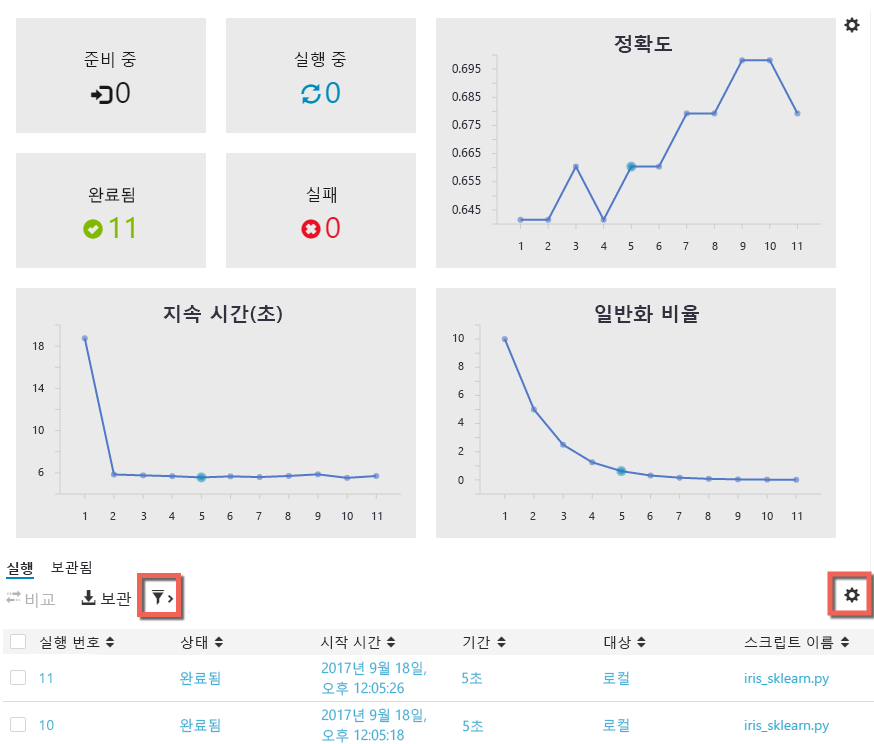 준비 중
0
실행 중
0
완료됨
11
실패
0
정확도
0.695
0.685
0.675
0.665
0.655
0.645
1 2 3 4 5 6 7 8 9 10 11
지속 시간(초)
18
14
10
6
1 2 3 4 5 6 7 8 9 10 11
일반화 비율
10
8
6
4
2
0
1 2 3 4 5 6 7 8 9 10 11
실행 보관됨
비교 보관
실행 번호 상태 시작 시간 기간 대상 스크립트 이름
11 완료됨 2017년 9월 18일, 오후 12:05:26 5초 로컬 iris_sklearn.py
10 완료됨 2017년 9월 18일, 오후 12:05:18 5초 로컬 iris_sklearn.py